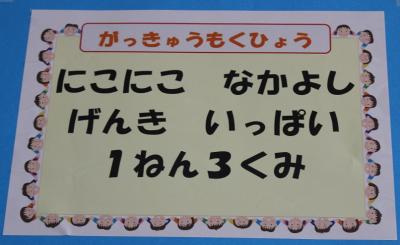 がっきゅうもくひょう
にこにこ　なかよし
げんき　いっぱい
１ねん３くみ